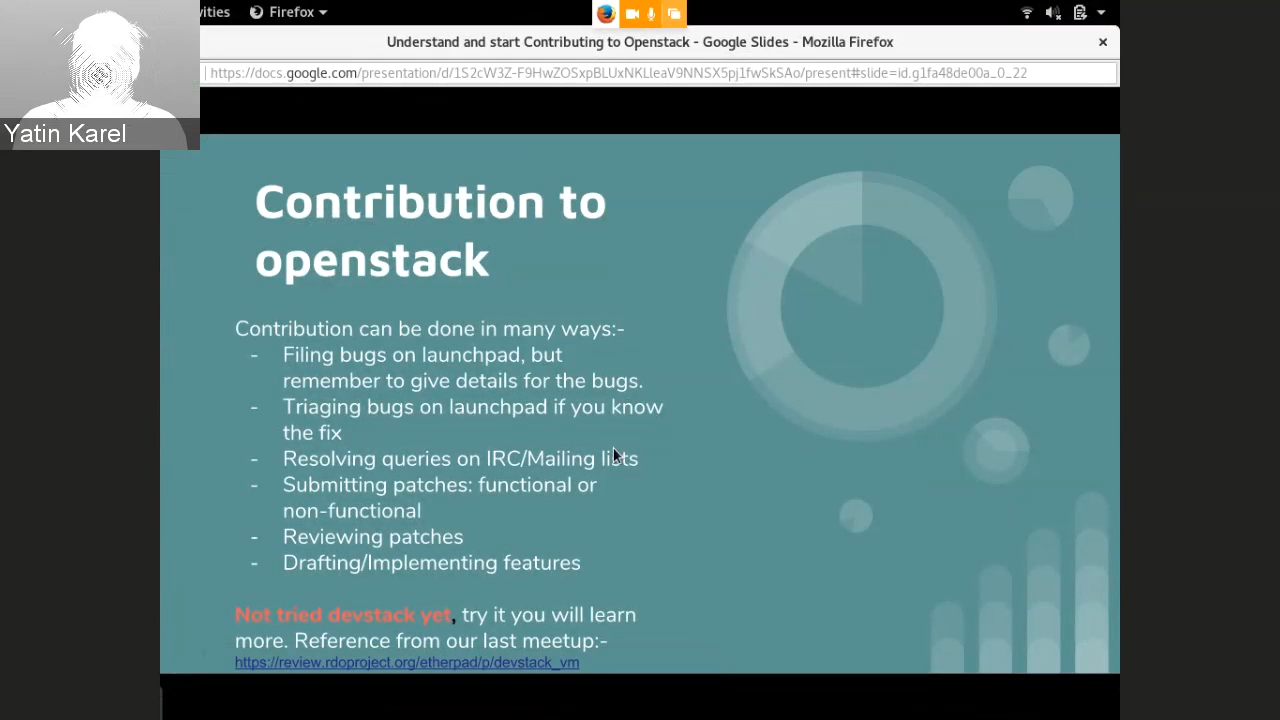 vities
Firefox
Understand and start Contributing to Openstack - Google Slides - Mozilla Firefox
×
https://docs.google.com/presentation/d/1S2cW3Z-F9HwZOSxpBLUxNKLleaV9NNSX5pj1fwSkSAo/present#slide=id.g1fa48de00a_0_22
Yatin Karel
Contribution to
openstack
Contribution can be done in many ways:-
- Filing bugs on launchpad, but
remember to give details for the bugs.
- Triaging bugs on launchpad if you know
the fix
- Resolving queries on IRC/Mailing lists
- Submitting patches: functional or
non-functional
- Reviewing patches
- Drafting/Implementing features
Not tried devstack yet, try it you will learn
more. Reference from our last meetup:-
https://review.rdoproject.org/etherpad/p/devstack_vm